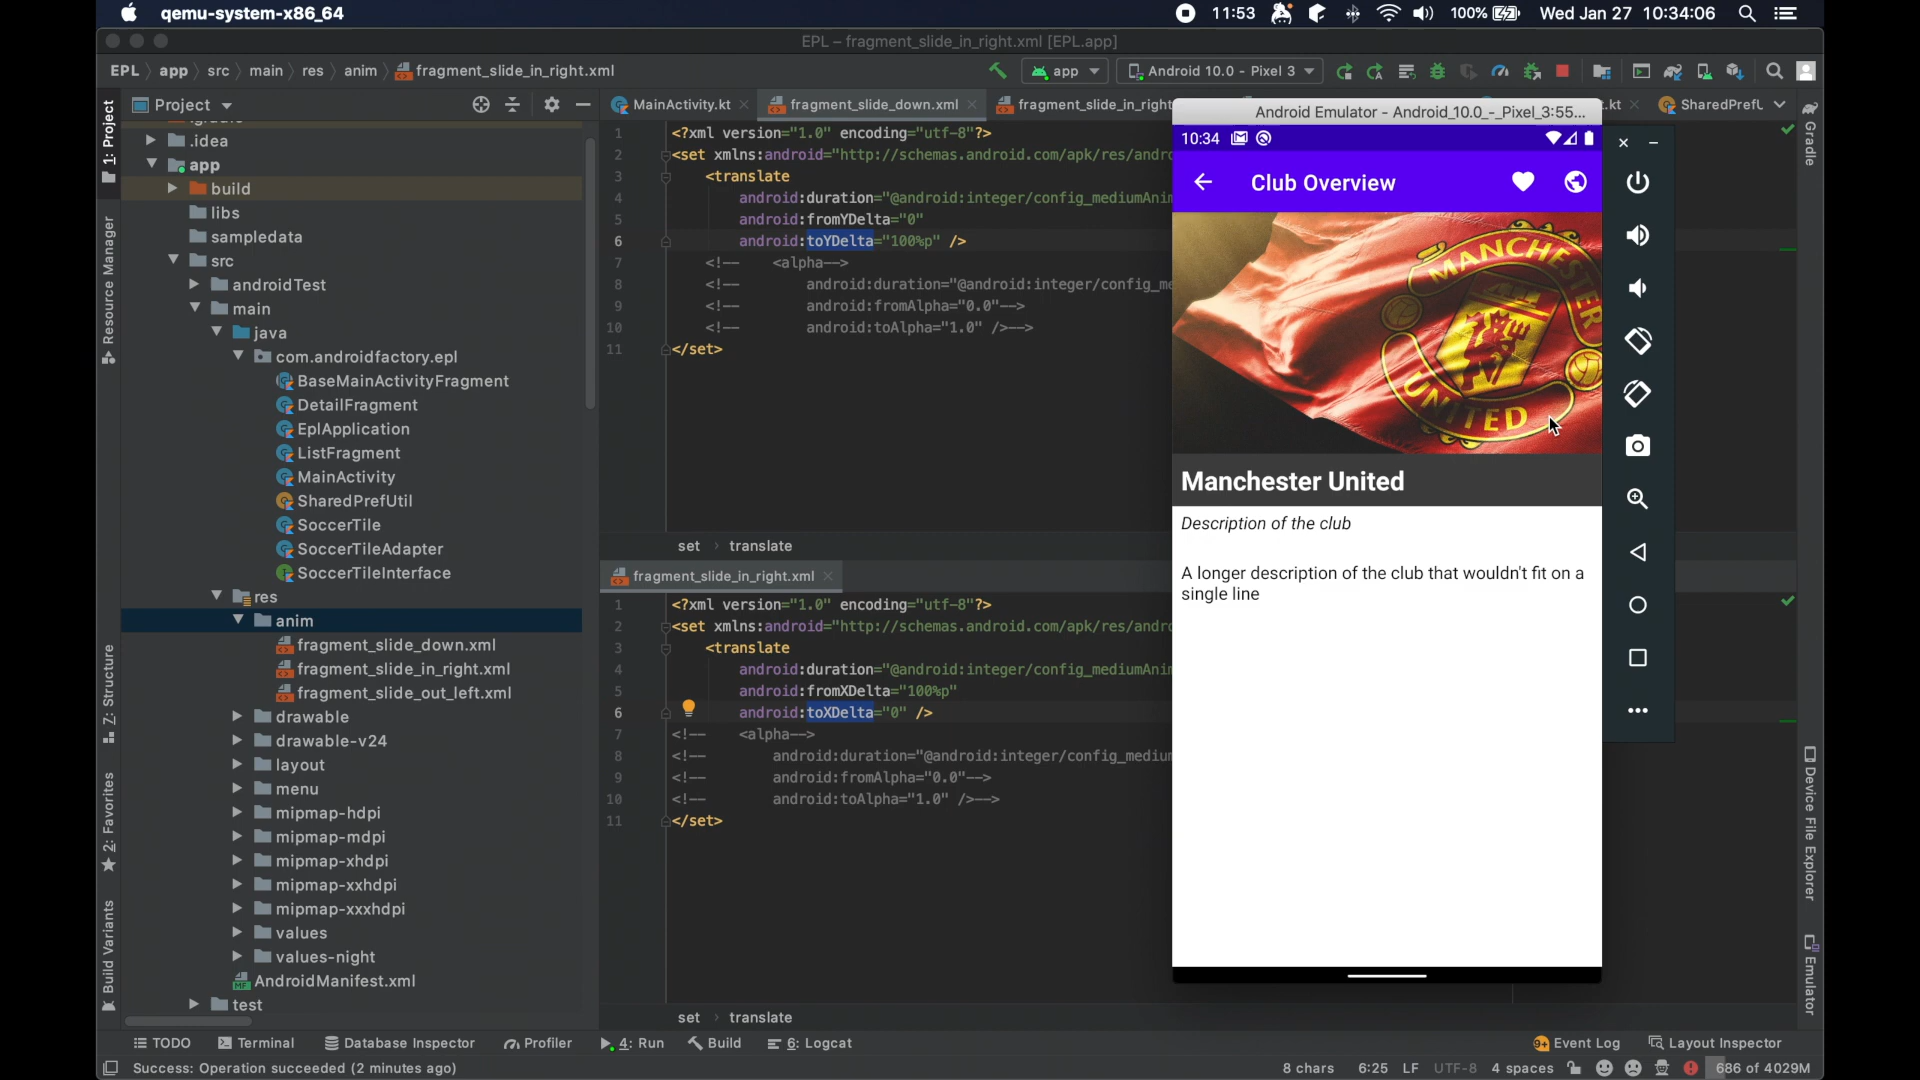 qemu-system-x86_64
11:53
100%
Wed Jan 27 10:34:06
EPL – fragment_slide_in_right.xml [EPL.app]
EPL
app
src
main
res
anim
fragment_slide_in_right.xml
app
Android 10.0 - Pixel 3
1: Project
Resource Manager
Z: Structure
2: Favorites
Build Variants
Project
.idea
app
build
libs
sampledata
src
androidTest
main
java
com.androidfactory.epl
BaseMainActivityFragment
DetailFragment
EplApplication
ListFragment
MainActivity
SharedPrefUtil
SoccerTile
SoccerTileAdapter
SoccerTileInterface
res
anim
fragment_slide_down.xml
fragment_slide_in_right.xml
fragment_slide_out_left.xml
drawable
drawable-v24
layout
menu
mipmap-hdpi
mipmap-mdpi
mipmap-xhdpi
mipmap-xxhdpi
mipmap-xxxhdpi
values
values-night
AndroidManifest.xml
test
MainActivity.kt
fragment_slide_down.xml
fragment_slide_in_right
t.kt
SharedPrefU
1 <?xml version="1.0" encoding="utf-8"?>
2 <set xmlns:android="http://schemas.android.com/apk/res/andro
3 <translate
4 android:duration="@android:integer/config_mediumAnim
5 android:fromYDelta="0"
6 android:toYDelta="100%p" />
7 <!-- <alpha-->
8 <!-- android:duration="@android:integer/config_me
9 <!-- android:fromAlpha="0.0"-->
10 <!-- android:toAlpha="1.0" />-->
11 </set>
set
translate
fragment_slide_in_right.xml
1 <?xml version="1.0" encoding="utf-8"?>
2 <set xmlns:android="http://schemas.android.com/apk/res/andro
3 <translate
4 android:duration="@android:integer/config_mediumAnim
5 android:fromXDelta="100%p"
6 android:toXDelta="0" />
7 <!-- <alpha-->
8 <!-- android:duration="@android:integer/config_medium
9 <!-- android:fromAlpha="0.0"-->
10 <!-- android:toAlpha="1.0" />-->
11 </set>
set
translate
Android Emulator - Android_10.0_-_Pixel_3:55...
10:34
Club Overview
MANCHESTER
UNITED
Manchester United
Description of the club
A longer description of the club that wouldn't fit on a
single line
Gradle
Device File Explorer
Emulator
TODO
Terminal
Database Inspector
Profiler
4: Run
Build
6: Logcat
9+
Event Log
Layout Inspector
Success: Operation succeeded (2 minutes ago)
8 chars
6:25
LF
UTF-8
4 spaces
686 of 4029M